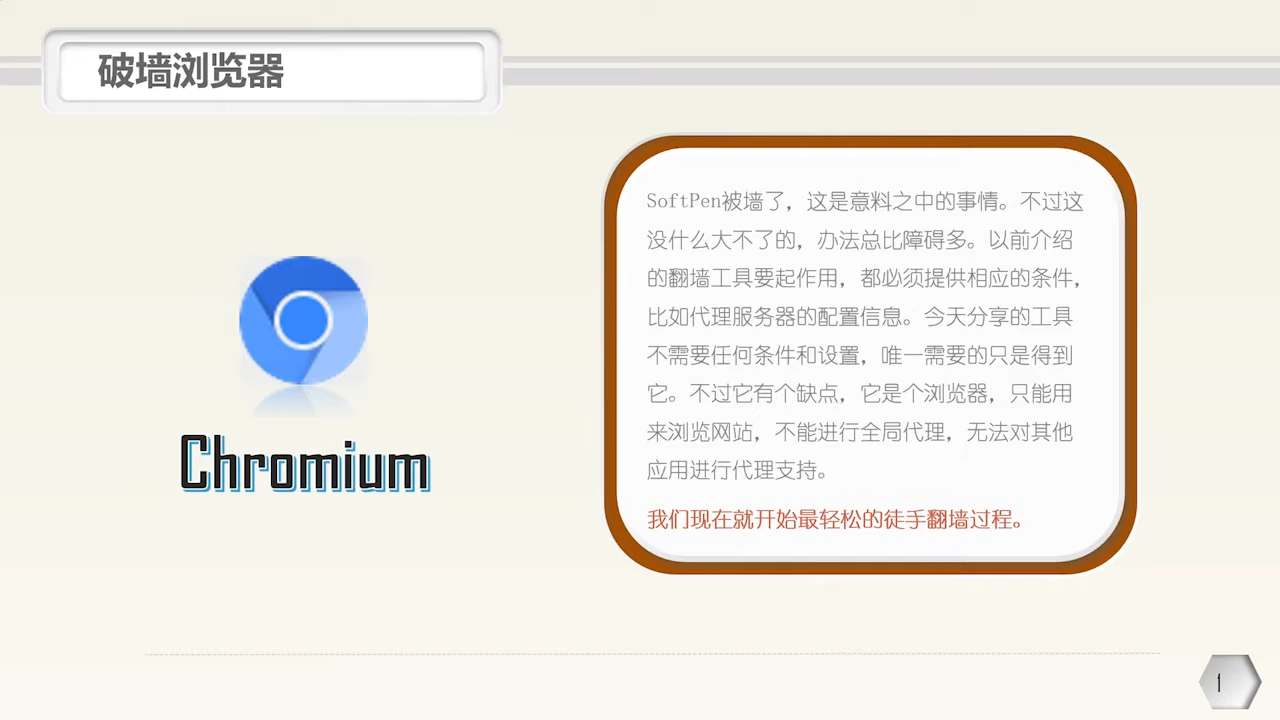 破墙浏览器
SoftPen被墙了，这是意料之中的事情。不过这
没什么大不了的，办法总比障碍多。以前介绍
的翻墙工具要起作用，都必须提供相应的条件，
比如代理服务器的配置信息。今天分享的工具
不需要任何条件和设置，唯一需要的只是得到
它。不过它有个缺点，它是个浏览器，只能用
来浏览网站，不能进行全局代理，无法对其他
应用进行代理支持。
我们现在就开始最轻松的徒手翻墙过程。
Chromium
1